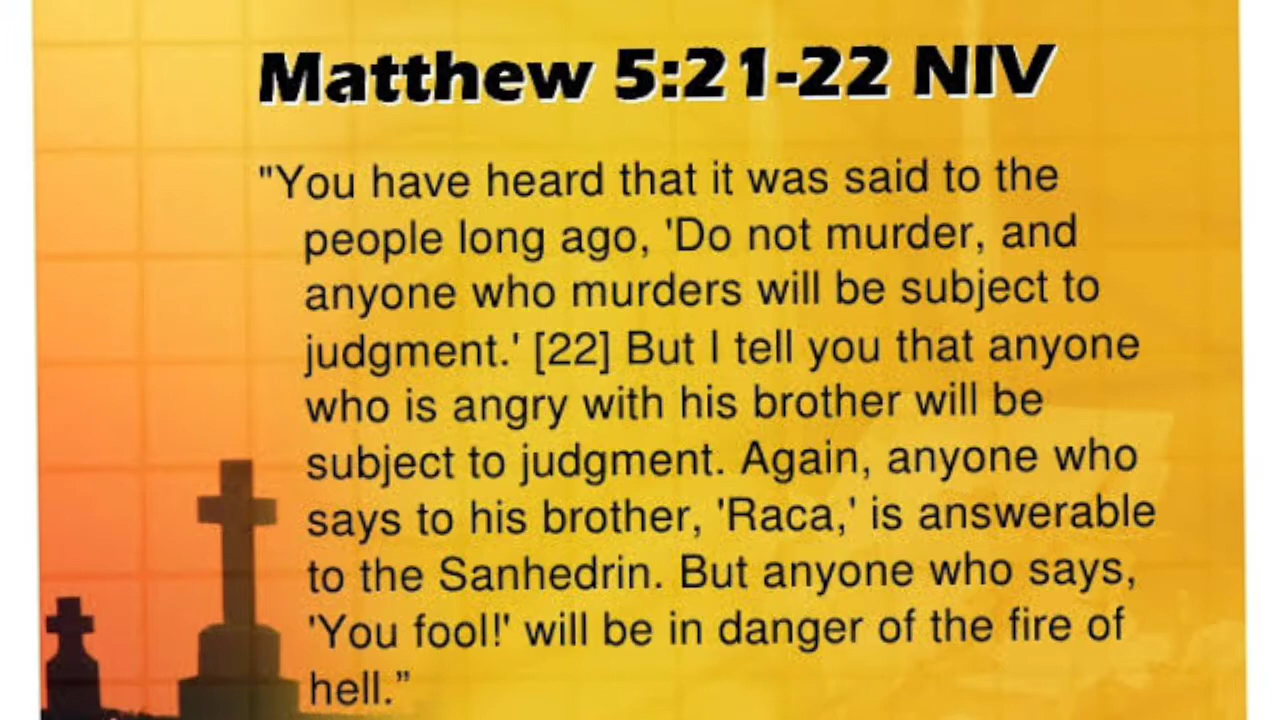 Matthew 5:21-22 NIV
"You have heard that it was said to the
people long ago, 'Do not murder, and
anyone who murders will be subject to
judgment.' [22] But I tell you that anyone
who is angry with his brother will be
subject to judgment. Again, anyone who
says to his brother, 'Raca,' is answerable
to the Sanhedrin. But anyone who says,
'You fool!' will be in danger of the fire of
hell.”